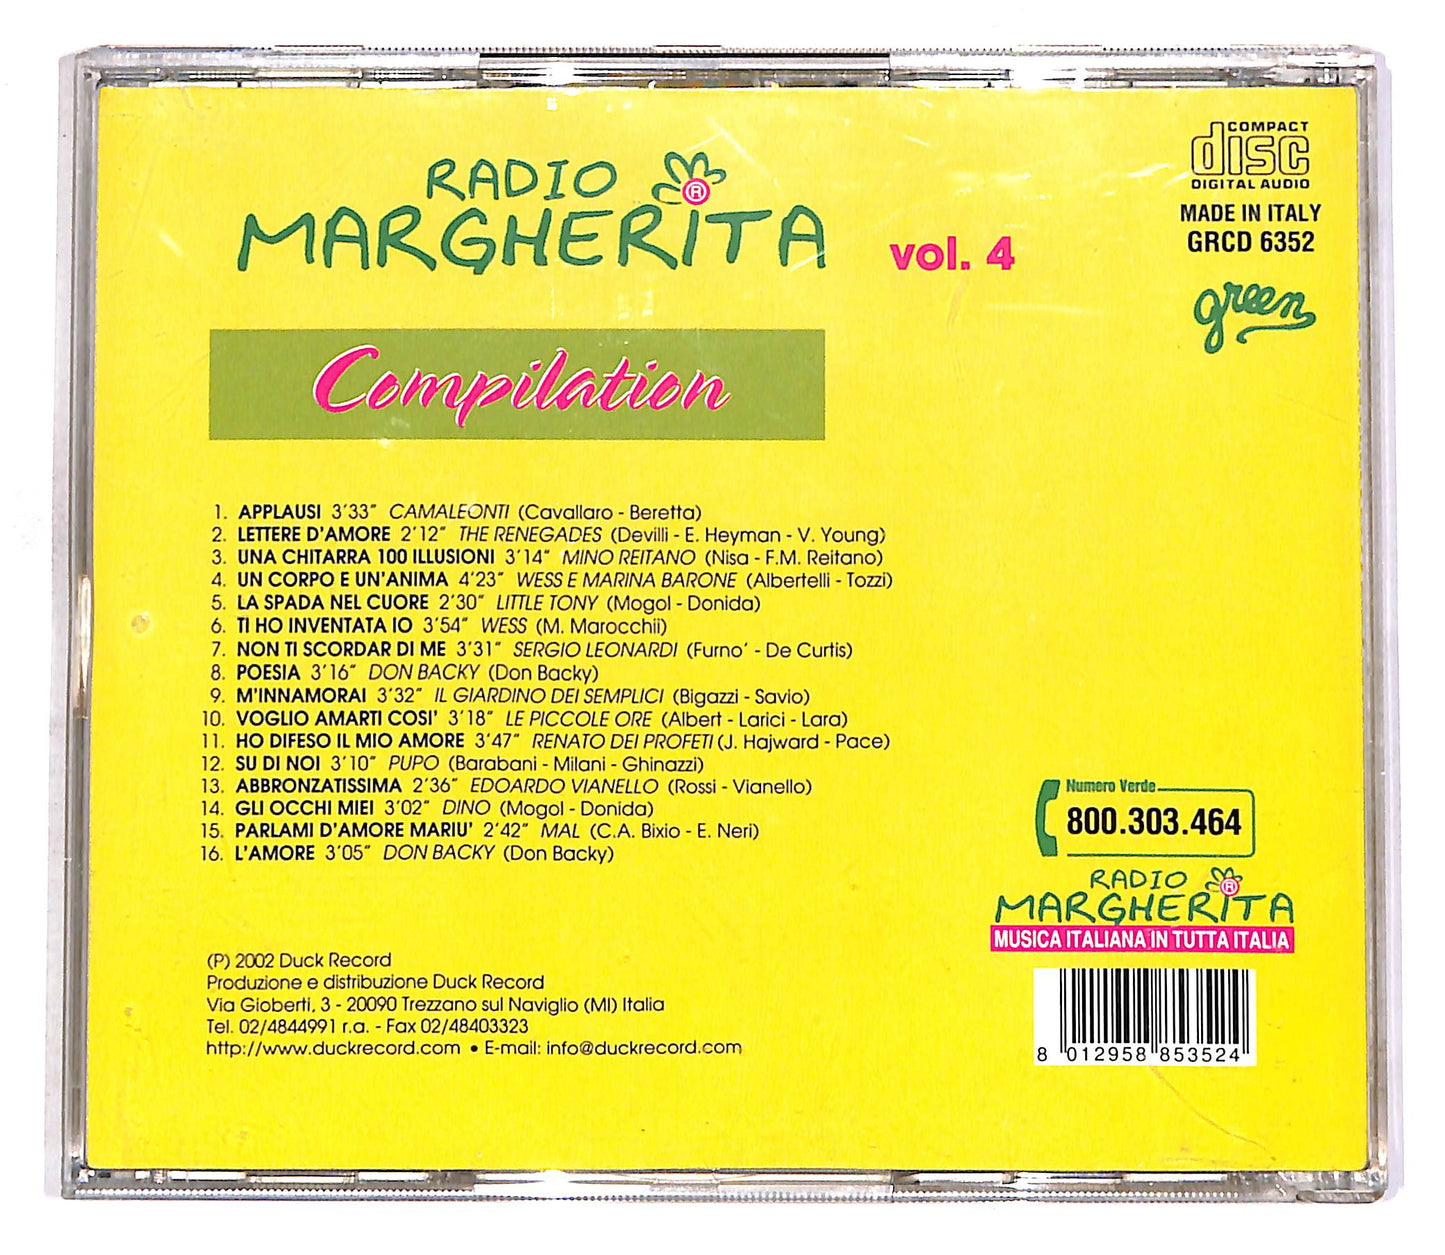 RADIO
MARGHERITA ®
vol. 4
COMPACT
disc
DIGITAL AUDIO
MADE IN ITALY
GRCD 6352
green
Compilation
1. APPLAUSI 3'33" CAMALEONTI (Cavallaro - Beretta)
2. LETTERE D'AMORE 2'12" THE RENEGADES (Devilli - E. Heyman - V. Young)
3. UNA CHITARRA 100 ILLUSIONI 3'14" MINO REITANO (Nisa - F.M. Reitano)
4. UN CORPO E UN'ANIMA 4'23" WESS E MARINA BARONE (Albertelli - Tozzi)
5. LA SPADA NEL CUORE 2'30" LITTLE TONY (Mogol - Donida)
6. TI HO INVENTATA IO 3'54" WESS (M. Marocchii)
7. NON TI SCORDAR DI ME 3'31" SERGIO LEONARDI (Furno' - De Curtis)
8. POESIA 3'16" DON BACKY (Don Backy)
9. M'INNAMORAI 3'32" IL GIARDINO DEI SEMPLICI (Bigazzi - Savio)
10. VOGLIO AMARTI COSI' 3'18" LE PICCOLE ORE (Albert - Larici - Lara)
11. HO DIFESO IL MIO AMORE 3'47" RENATO DEI PROFETI (J. Hajward - Pace)
12. SU DI NOI 3'10" PUPO (Barabani - Milani - Ghinazzi)
13. ABBRONZATISSIMA 2'36" EDOARDO VIANELLO (Rossi - Vianello)
14. GLI OCCHI MIEI 3'02" DINO (Mogol - Donida)
15. PARLAMI D'AMORE MARIU' 2'42" MAL (C.A. Bixio - E. Neri)
16. L'AMORE 3'05" DON BACKY (Don Backy)
Numero Verde
800.303.464
RADIO
MARGHERITA ®
MUSICA ITALIANA IN TUTTA ITALIA
(P) 2002 Duck Record
Produzione e distribuzione Duck Record
Via Gioberti, 3 - 20090 Trezzano sul Naviglio (MI) Italia
Tel. 02/4844991 r.a. - Fax 02/48403323
http://www.duckrecord.com • E-mail: info@duckrecord.com
8 012958 853524